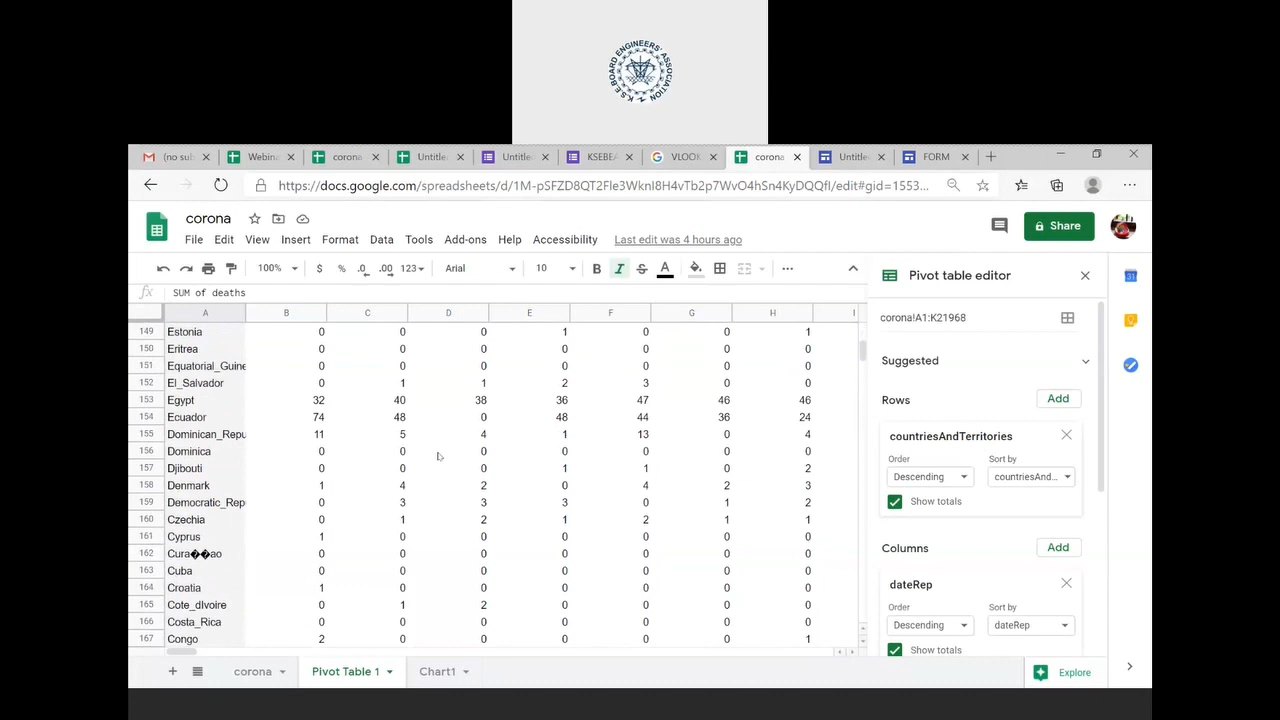 K.S.E.BOARD ENGINEERS' ASSOCIATION
(no sub
Webina
corona
Untitle
Untitle
KSEBEA
VLOOK
corona
Untitle
FORM
https://docs.google.com/spreadsheets/d/1M-pSFZD8QT2Fle3WknI8H4vTb2p7WvO4hSn4KyDQQfI/edit#gid=1553...
corona
File Edit View Insert Format Data Tools Add-ons Help Accessibility Last edit was 4 hours ago
Share
100% $ % .0 .00 123 Arial 10 B I S A ...
fx SUM of deaths
A B C D E F G H I
149 Estonia 0 0 0 1 0 0 1
150 Eritrea 0 0 0 0 0 0 0
151 Equatorial_Guine 0 0 0 0 0 0 0
152 El_Salvador 0 1 1 2 3 0 0
153 Egypt 32 40 38 36 47 46 46
154 Ecuador 74 48 0 48 44 36 24
155 Dominican_Repu 11 5 4 1 13 0 4
156 Dominica 0 0 0 0 0 0 0
157 Djibouti 0 0 0 1 1 0 2
158 Denmark 1 4 2 0 4 2 3
159 Democratic_Rep 0 3 3 3 0 1 2
160 Czechia 0 1 2 1 2 1 1
161 Cyprus 1 0 0 0 0 0 0
162 Cura��ao 0 0 0 0 0 0 0
163 Cuba 0 0 0 0 0 0 0
164 Croatia 1 0 0 0 0 0 0
165 Cote_dIvoire 0 1 2 0 0 0 0
166 Costa_Rica 0 0 0 0 0 0 0
167 Congo 2 0 0 0 0 0 1
Pivot table editor
corona!A1:K21968
Suggested
Rows Add
countriesAndTerritories
Order Sort by
Descending countriesAnd...
Show totals
Columns Add
dateRep
Order Sort by
Descending dateRep
Show totals
31
corona Pivot Table 1 Chart1
Explore